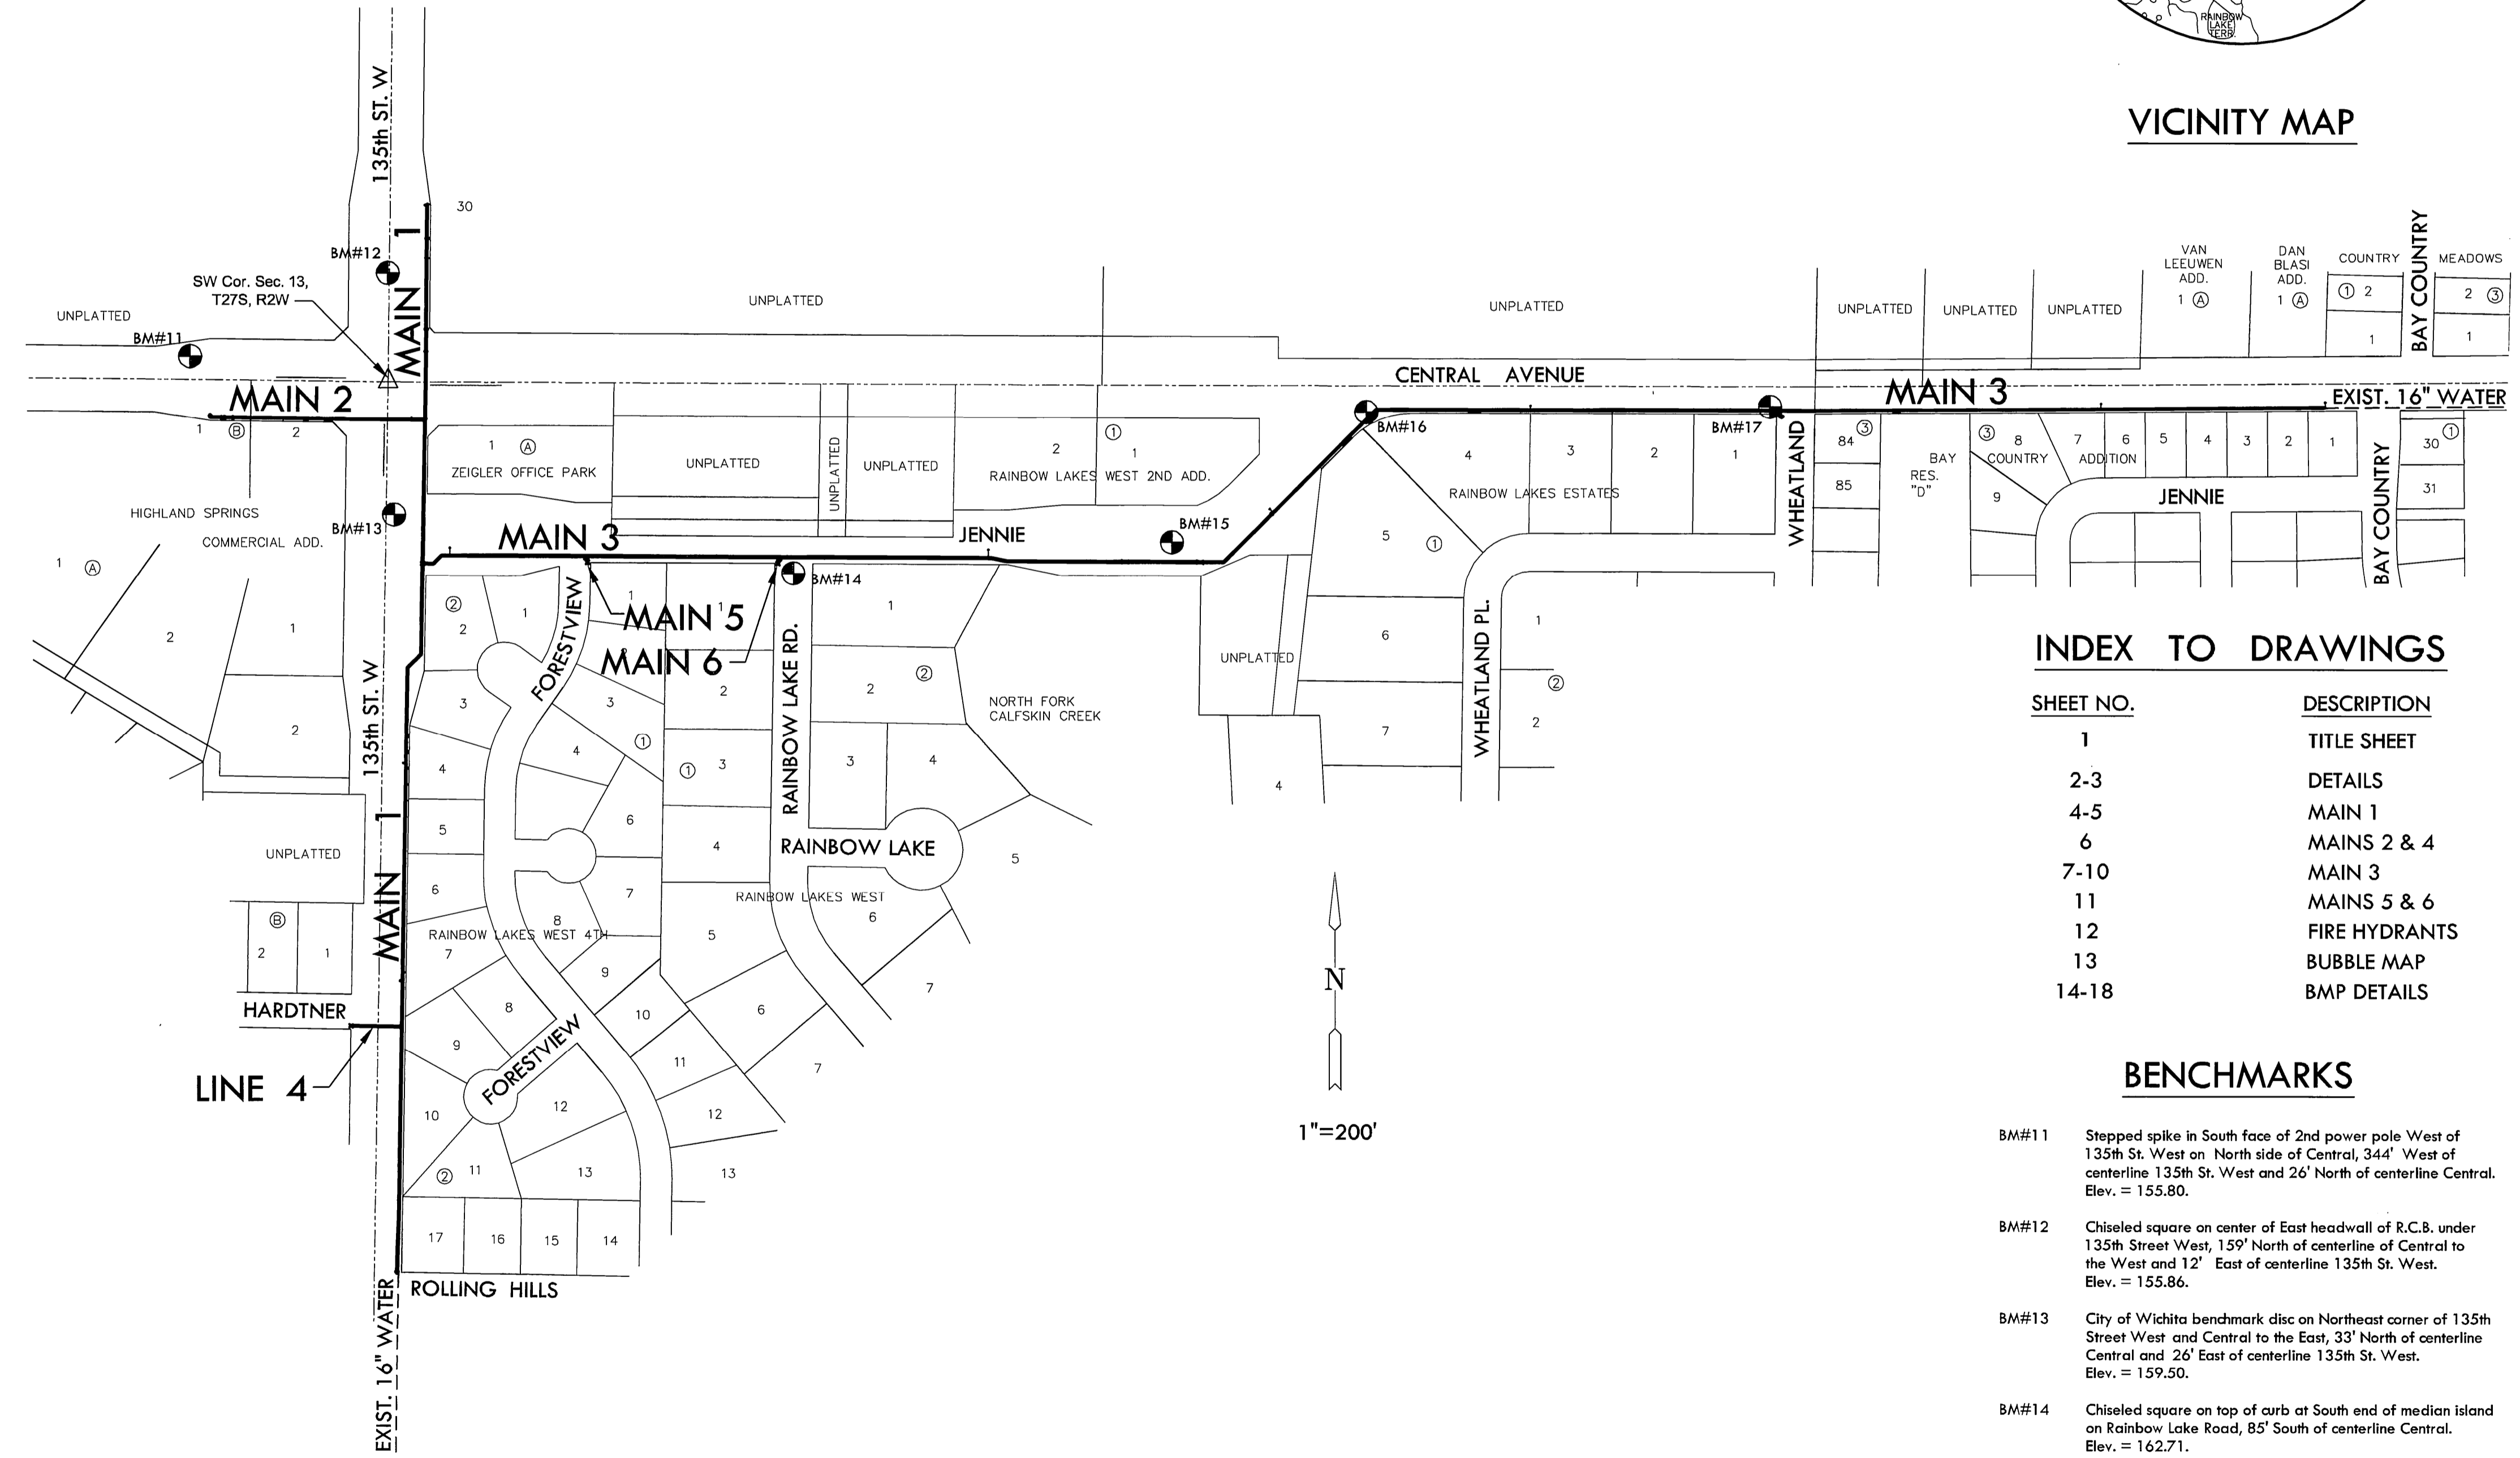 RAINBOW
LAKE
TERR.
VICINITY MAP
135th ST. W
30
MAIN 1
BM#12
SW Cor. Sec. 13,
T27S, R2W
UNPLATTED
BM#11
UNPLATTED
UNPLATTED
UNPLATTED
UNPLATTED
UNPLATTED
VAN
LEEUWEN
ADD.
1 Ⓐ
DAN
BLASI
ADD.
1 Ⓐ
COUNTRY
① 2
1
BAY COUNTRY
MEADOWS
2 ③
1
CENTRAL AVENUE
MAIN 3
EXIST. 16" WATER
MAIN 2
1 Ⓑ 2
1 Ⓐ
ZEIGLER OFFICE PARK
UNPLATTED
UNPLATTED
UNPLATTED
①
2 1
RAINBOW LAKES WEST 2ND ADD.
BM#16
BM#17
4 3 2 1
RAINBOW LAKES ESTATES
WHEATLAND
84 ③
85
BAY
RES.
"D"
③ 8 7 6 5 4 3 2 1
COUNTRY ADDITION
9
JENNIE
BAY COUNTRY
30 ①
31
HIGHLAND SPRINGS
COMMERCIAL ADD.
BM#13
1 Ⓐ
2
1
2
MAIN 3
JENNIE
BM#15
BM#14
5 ①
6
7
UNPLATTED
4
WHEATLAND PL.
1
②
2
②
2
1
FORESTVIEW
1
1
MAIN 5
MAIN 6
2
3
4
①
6
7
8
9
10
11
12
13
①
2
3
4
5
6
7
RAINBOW LAKE RD.
1
2 ②
3 4
RAINBOW LAKE
5
RAINBOW LAKES WEST
6
7
NORTH FORK
CALFSKIN CREEK
135th ST. W
MAIN 1
3
4
5
6
RAINBOW LAKES WEST 4TH
7
8
9
10
② 11
12
13
FORESTVIEW
17 16 15 14
UNPLATTED
Ⓑ
2 1
HARDTNER
LINE 4
ROLLING HILLS
EXIST. 16" WATER
N
1"=200'
INDEX TO DRAWINGS
SHEET NO. DESCRIPTION
1 TITLE SHEET
2-3 DETAILS
4-5 MAIN 1
6 MAINS 2 & 4
7-10 MAIN 3
11 MAINS 5 & 6
12 FIRE HYDRANTS
13 BUBBLE MAP
14-18 BMP DETAILS
BENCHMARKS
BM#11 Stepped spike in South face of 2nd power pole West of
135th St. West on North side of Central, 344' West of
centerline 135th St. West and 26' North of centerline Central.
Elev. = 155.80.
BM#12 Chiseled square on center of East headwall of R.C.B. under
135th Street West, 159' North of centerline of Central to
the West and 12' East of centerline 135th St. West.
Elev. = 155.86.
BM#13 City of Wichita benchmark disc on Northeast corner of 135th
Street West and Central to the East, 33' North of centerline
Central and 26' East of centerline 135th St. West.
Elev. = 159.50.
BM#14 Chiseled square on top of curb at South end of median island
on Rainbow Lake Road, 85' South of centerline Central.
Elev. = 162.71.